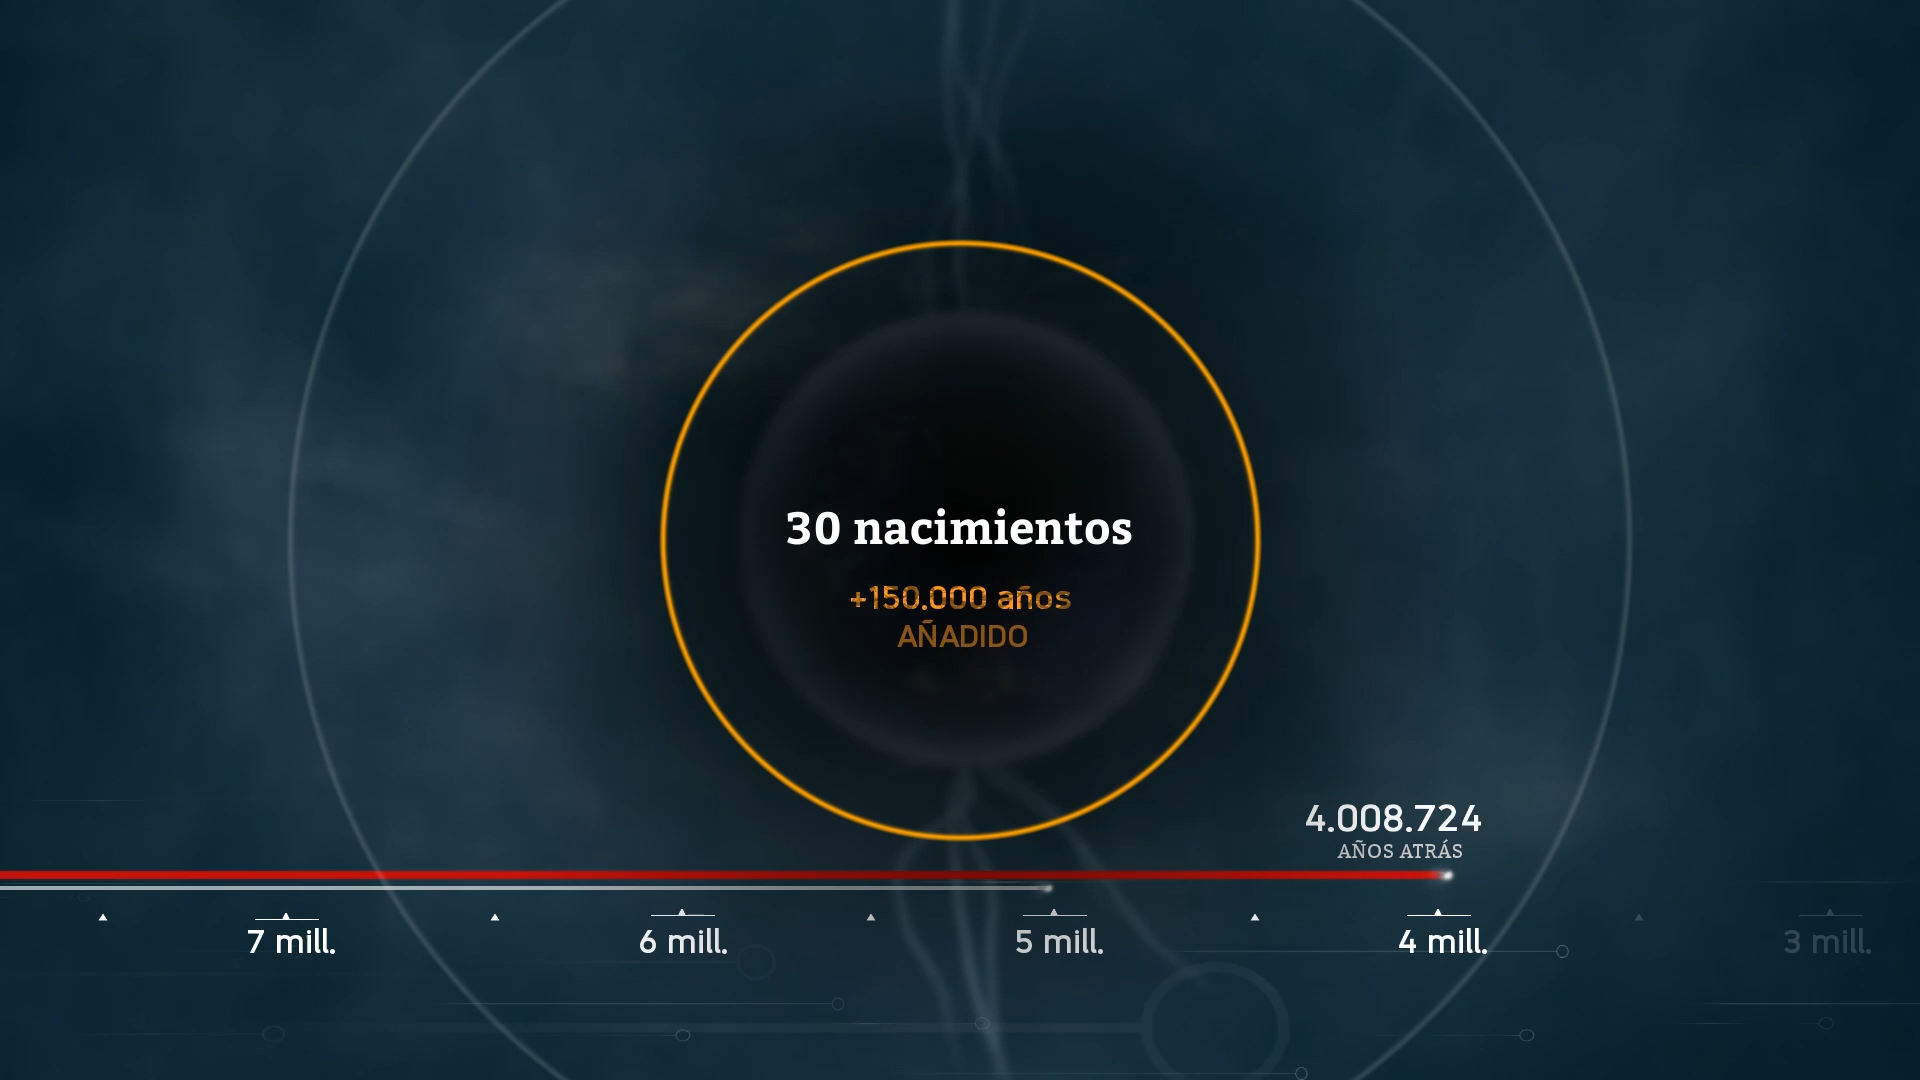 30 nacimientos
+150.000 años
AÑADIDO
4.008.724
AÑOS ATRÁS
7 mill.
6 mill.
5 mill.
4 mill.
3 mill.